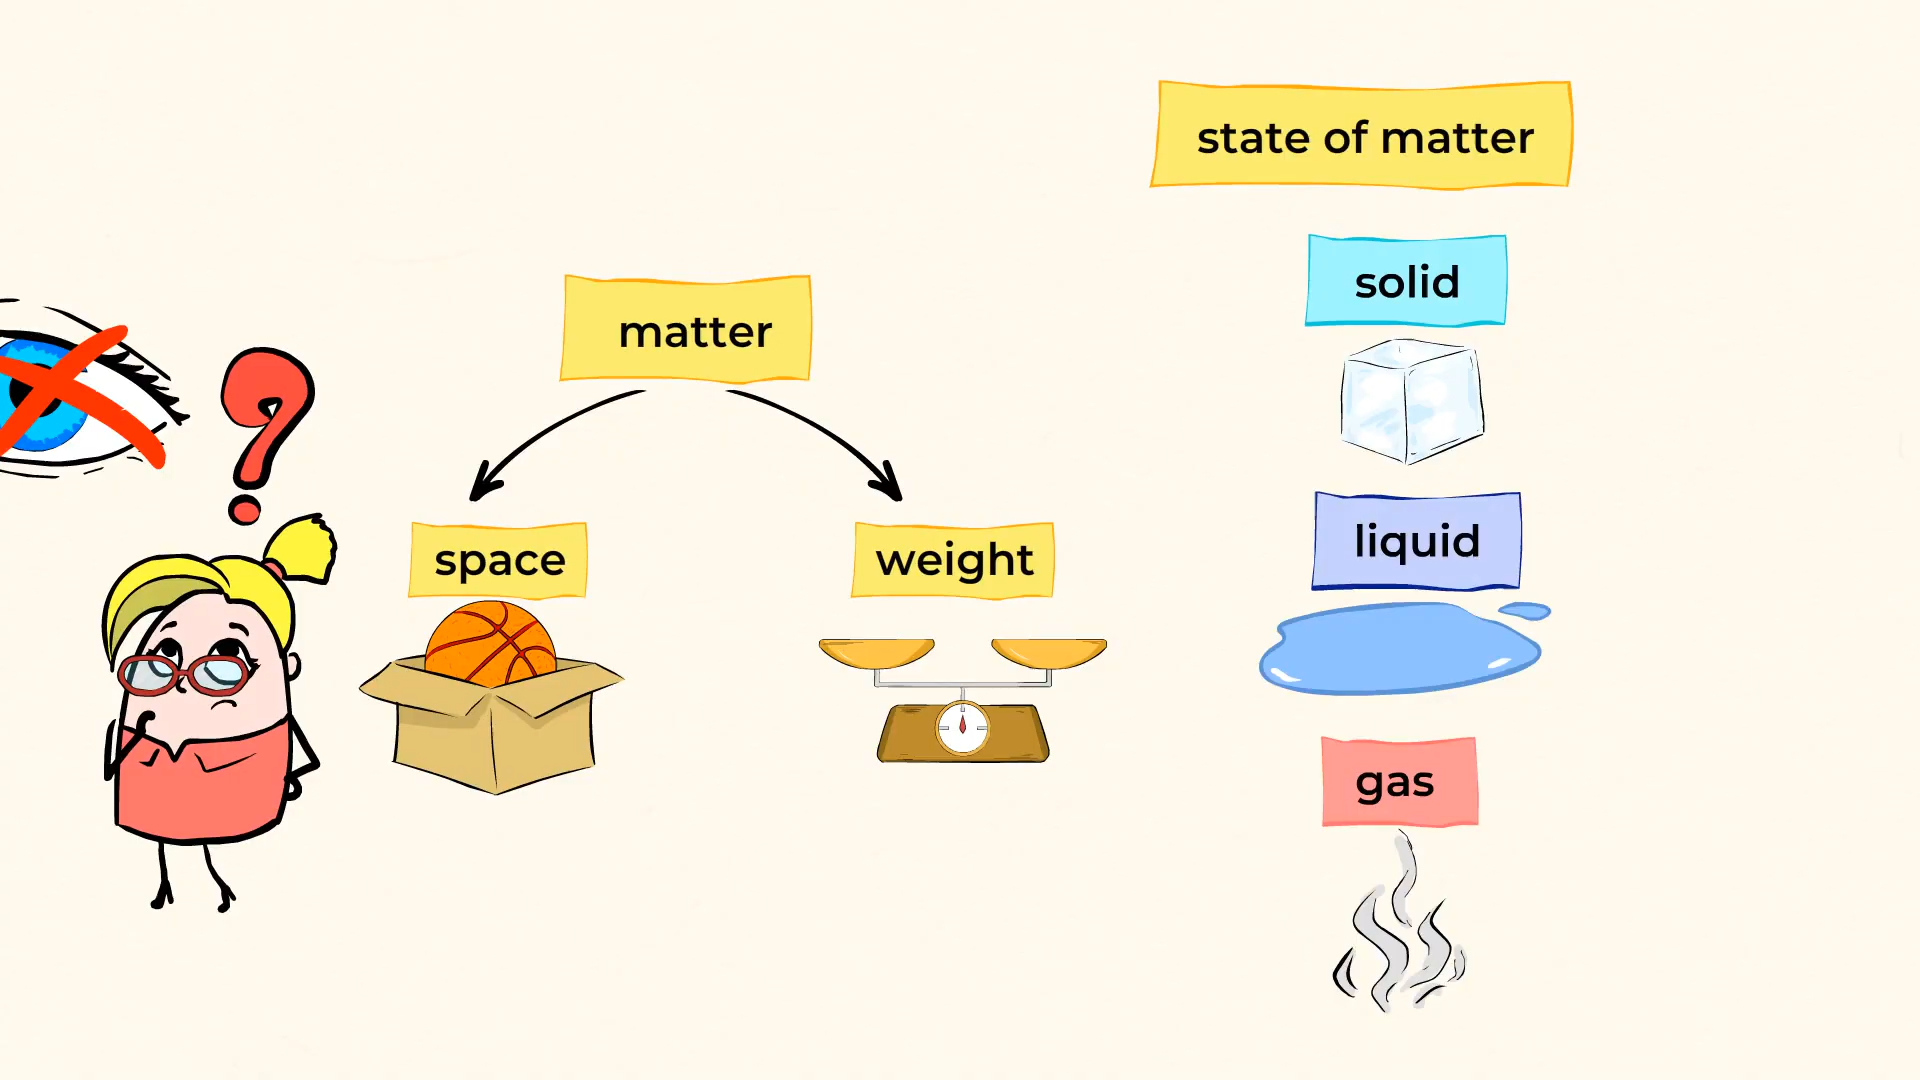 matter
space
weight
state of matter
solid
liquid
gas